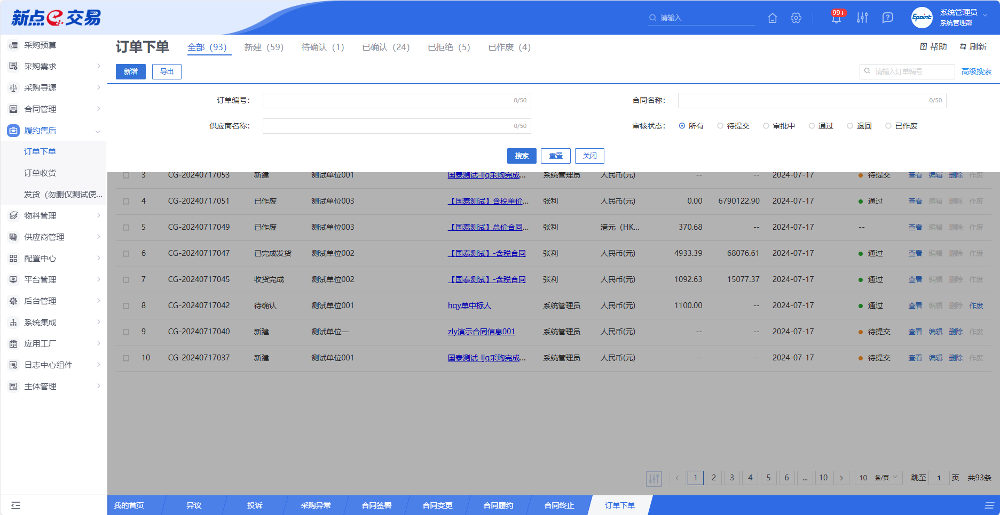 新点e交易
请输入
99+
Epoint
系统管理员
系统管理部
采购预算
采购需求
采购寻源
合同管理
履约售后
订单下单
订单收货
发货（勿删仅测试使...
物料管理
供应商管理
配置中心
平台管理
后台管理
系统集成
应用工厂
日志中心组件
主体管理
订单下单 全部（93） 新建（59） 待确认（1） 已确认（24） 已拒绝（5） 已作废（4） 帮助 刷新
新增 导出 请输入订单编号 高级搜索
订单编号： 0/50 合同名称： 0/50
供应商名称： 0/50 审核状态： 所有 待提交 审批中 通过 退回 已作废
搜索 重置 关闭
3 CG-20240717053 新建 测试单位001 国泰测试-ljq采购完成... 系统管理员 人民币(元) -- -- 2024-07-17 待提交 查看 编辑 删除 作废
4 CG-20240717051 已作废 测试单位003 【国泰测试】含税单价... 张利 人民币(元) 0.00 6790122.90 2024-07-17 通过 查看 编辑 删除 作废
5 CG-20240717049 已作废 测试单位003 【国泰测试】总价合同... 张利 港元（HK... 370.68 -- 2024-07-17 -- 查看 编辑 删除 作废
6 CG-20240717047 已完成发货 测试单位002 【国泰测试】-含税合同 张利 人民币(元) 4933.39 68076.61 2024-07-17 通过 查看 编辑 删除 作废
7 CG-20240717045 收货完成 测试单位002 【国泰测试】-含税合同 张利 人民币(元) 1092.63 15077.37 2024-07-17 通过 查看 编辑 删除 作废
8 CG-20240717042 待确认 测试单位001 hqy单中标人 系统管理员 人民币(元) 1100.00 -- 2024-07-17 通过 查看 编辑 删除 作废
9 CG-20240717040 新建 测试单位一 zly演示合同信息001 系统管理员 人民币(元) -- -- 2024-07-17 待提交 查看 编辑 删除 作废
10 CG-20240717037 新建 测试单位001 国泰测试-ljq采购完成... 系统管理员 人民币(元) -- -- 2024-07-17 待提交 查看 编辑 删除 作废
1 2 3 4 5 6 ... 10 10 条/页 跳至 1 页 共93条
我的首页 异议 投诉 采购异常 合同签署 合同变更 合同履约 合同终止 订单下单